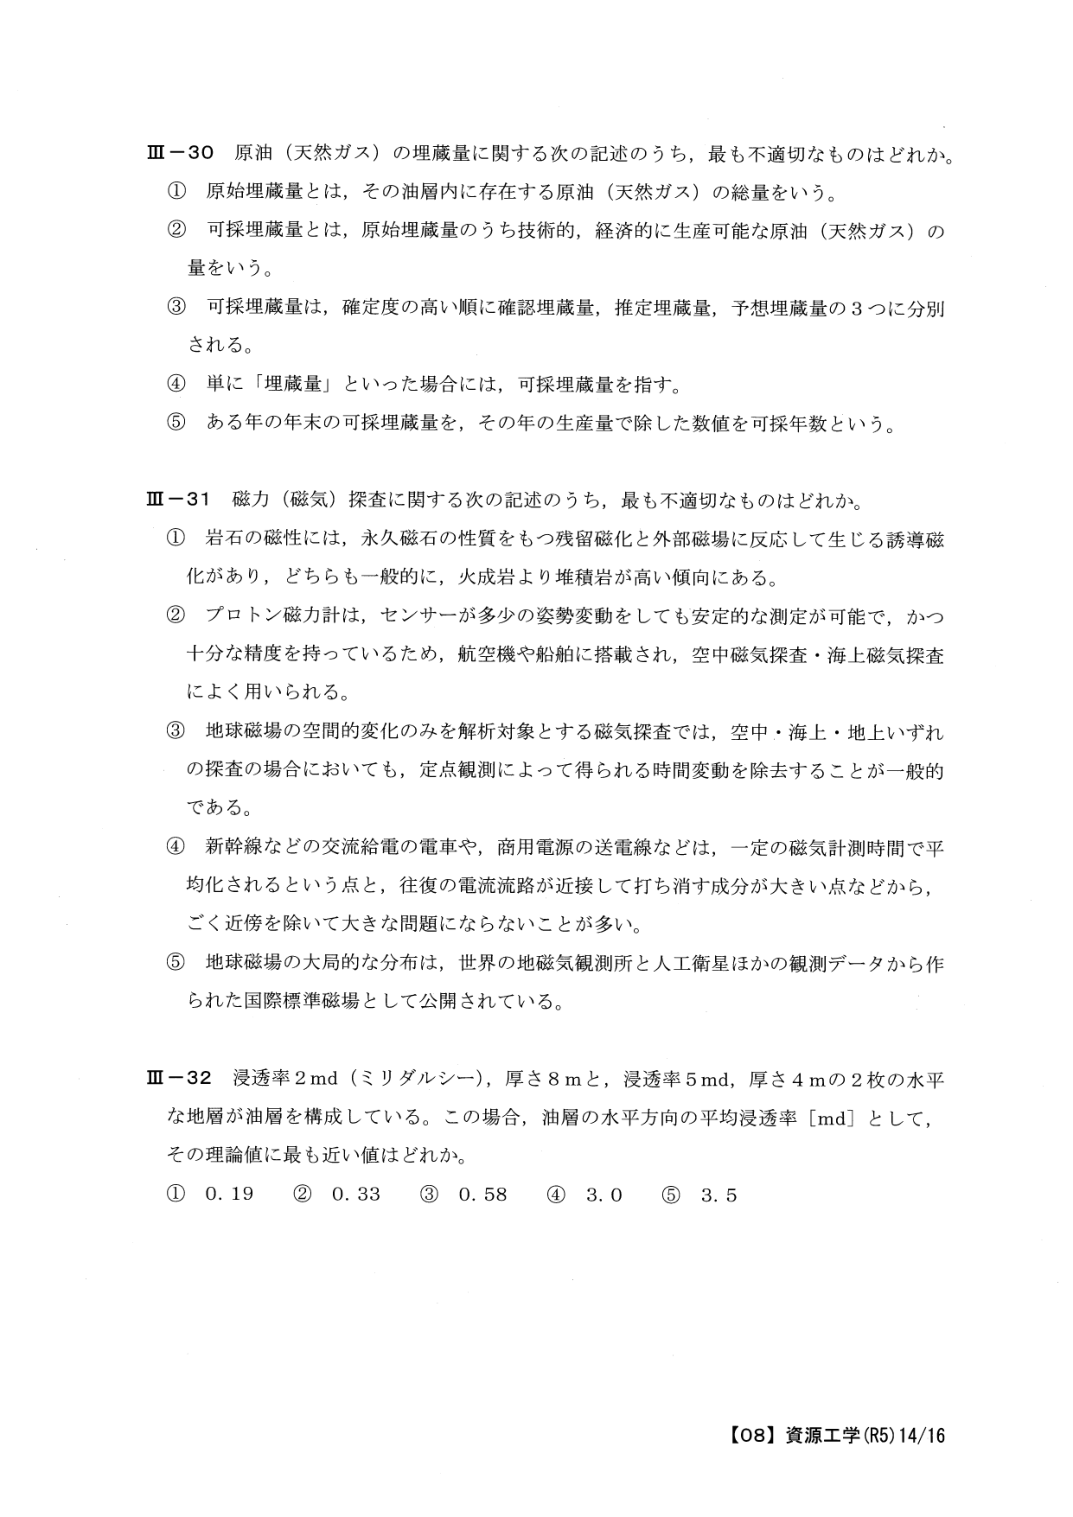 Ⅲ－30　原油（天然ガス）の埋蔵量に関する次の記述のうち，最も不適切なものはどれか。
①　原始埋蔵量とは，その油層内に存在する原油（天然ガス）の総量をいう。
②　可採埋蔵量とは，原始埋蔵量のうち技術的，経済的に生産可能な原油（天然ガス）の
量をいう。
③　可採埋蔵量は，確定度の高い順に確認埋蔵量，推定埋蔵量，予想埋蔵量の３つに分別
される。
④　単に「埋蔵量」といった場合には，可採埋蔵量を指す。
⑤　ある年の年末の可採埋蔵量を，その年の生産量で除した数値を可採年数という。
Ⅲ－31　磁力（磁気）探査に関する次の記述のうち，最も不適切なものはどれか。
①　岩石の磁性には，永久磁石の性質をもつ残留磁化と外部磁場に反応して生じる誘導磁
化があり，どちらも一般的に，火成岩より堆積岩が高い傾向にある。
②　プロトン磁力計は，センサーが多少の姿勢変動をしても安定的な測定が可能で，かつ
十分な精度を持っているため，航空機や船舶に搭載され，空中磁気探査・海上磁気探査
によく用いられる。
③　地球磁場の空間的変化のみを解析対象とする磁気探査では，空中・海上・地上いずれ
の探査の場合においても，定点観測によって得られる時間変動を除去することが一般的
である。
④　新幹線などの交流給電の電車や，商用電源の送電線などは，一定の磁気計測時間で平
均化されるという点と，往復の電流流路が近接して打ち消す成分が大きい点などから，
ごく近傍を除いて大きな問題にならないことが多い。
⑤　地球磁場の大局的な分布は，世界の地磁気観測所と人工衛星ほかの観測データから作
られた国際標準磁場として公開されている。
Ⅲ－32　浸透率２md（ミリダルシー），厚さ８ｍと，浸透率５md，厚さ４ｍの２枚の水平
な地層が油層を構成している。この場合，油層の水平方向の平均浸透率［md］として，
その理論値に最も近い値はどれか。
①　0.19　②　0.33　③　0.58　④　3.0　⑤　3.5
【08】資源工学(R5)14/16